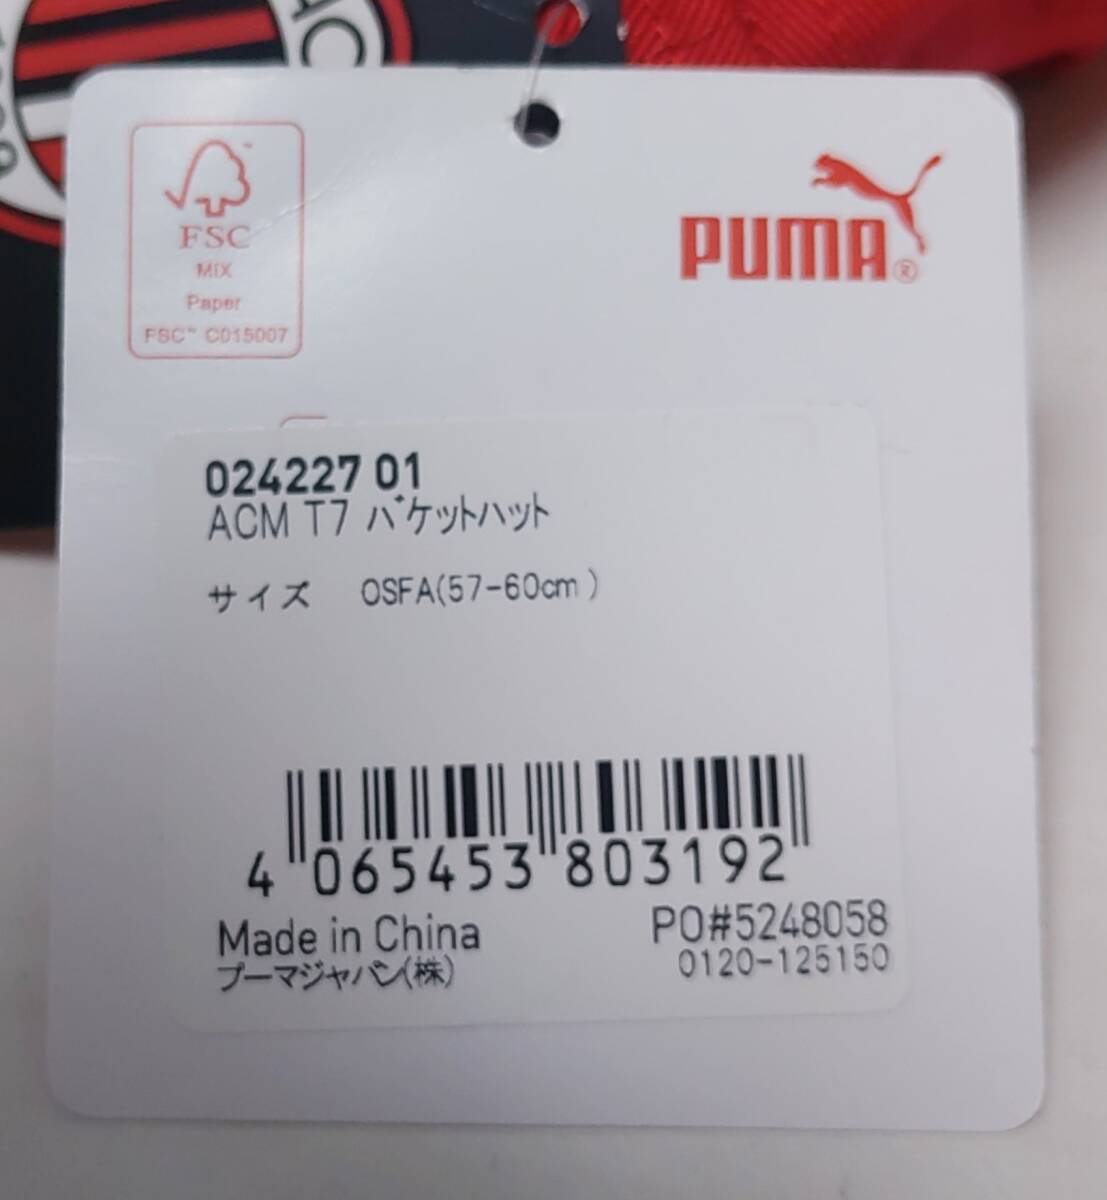 AC
1899
FSC
MIX
Paper
FSC™ C015007
PUMA®
024227 01
ACM T7 バケットハット
サイズ OSFA(57-60cm )
4 065453 803192
Made in China
PO#5248058
プーマジャパン(株)
0120-125150